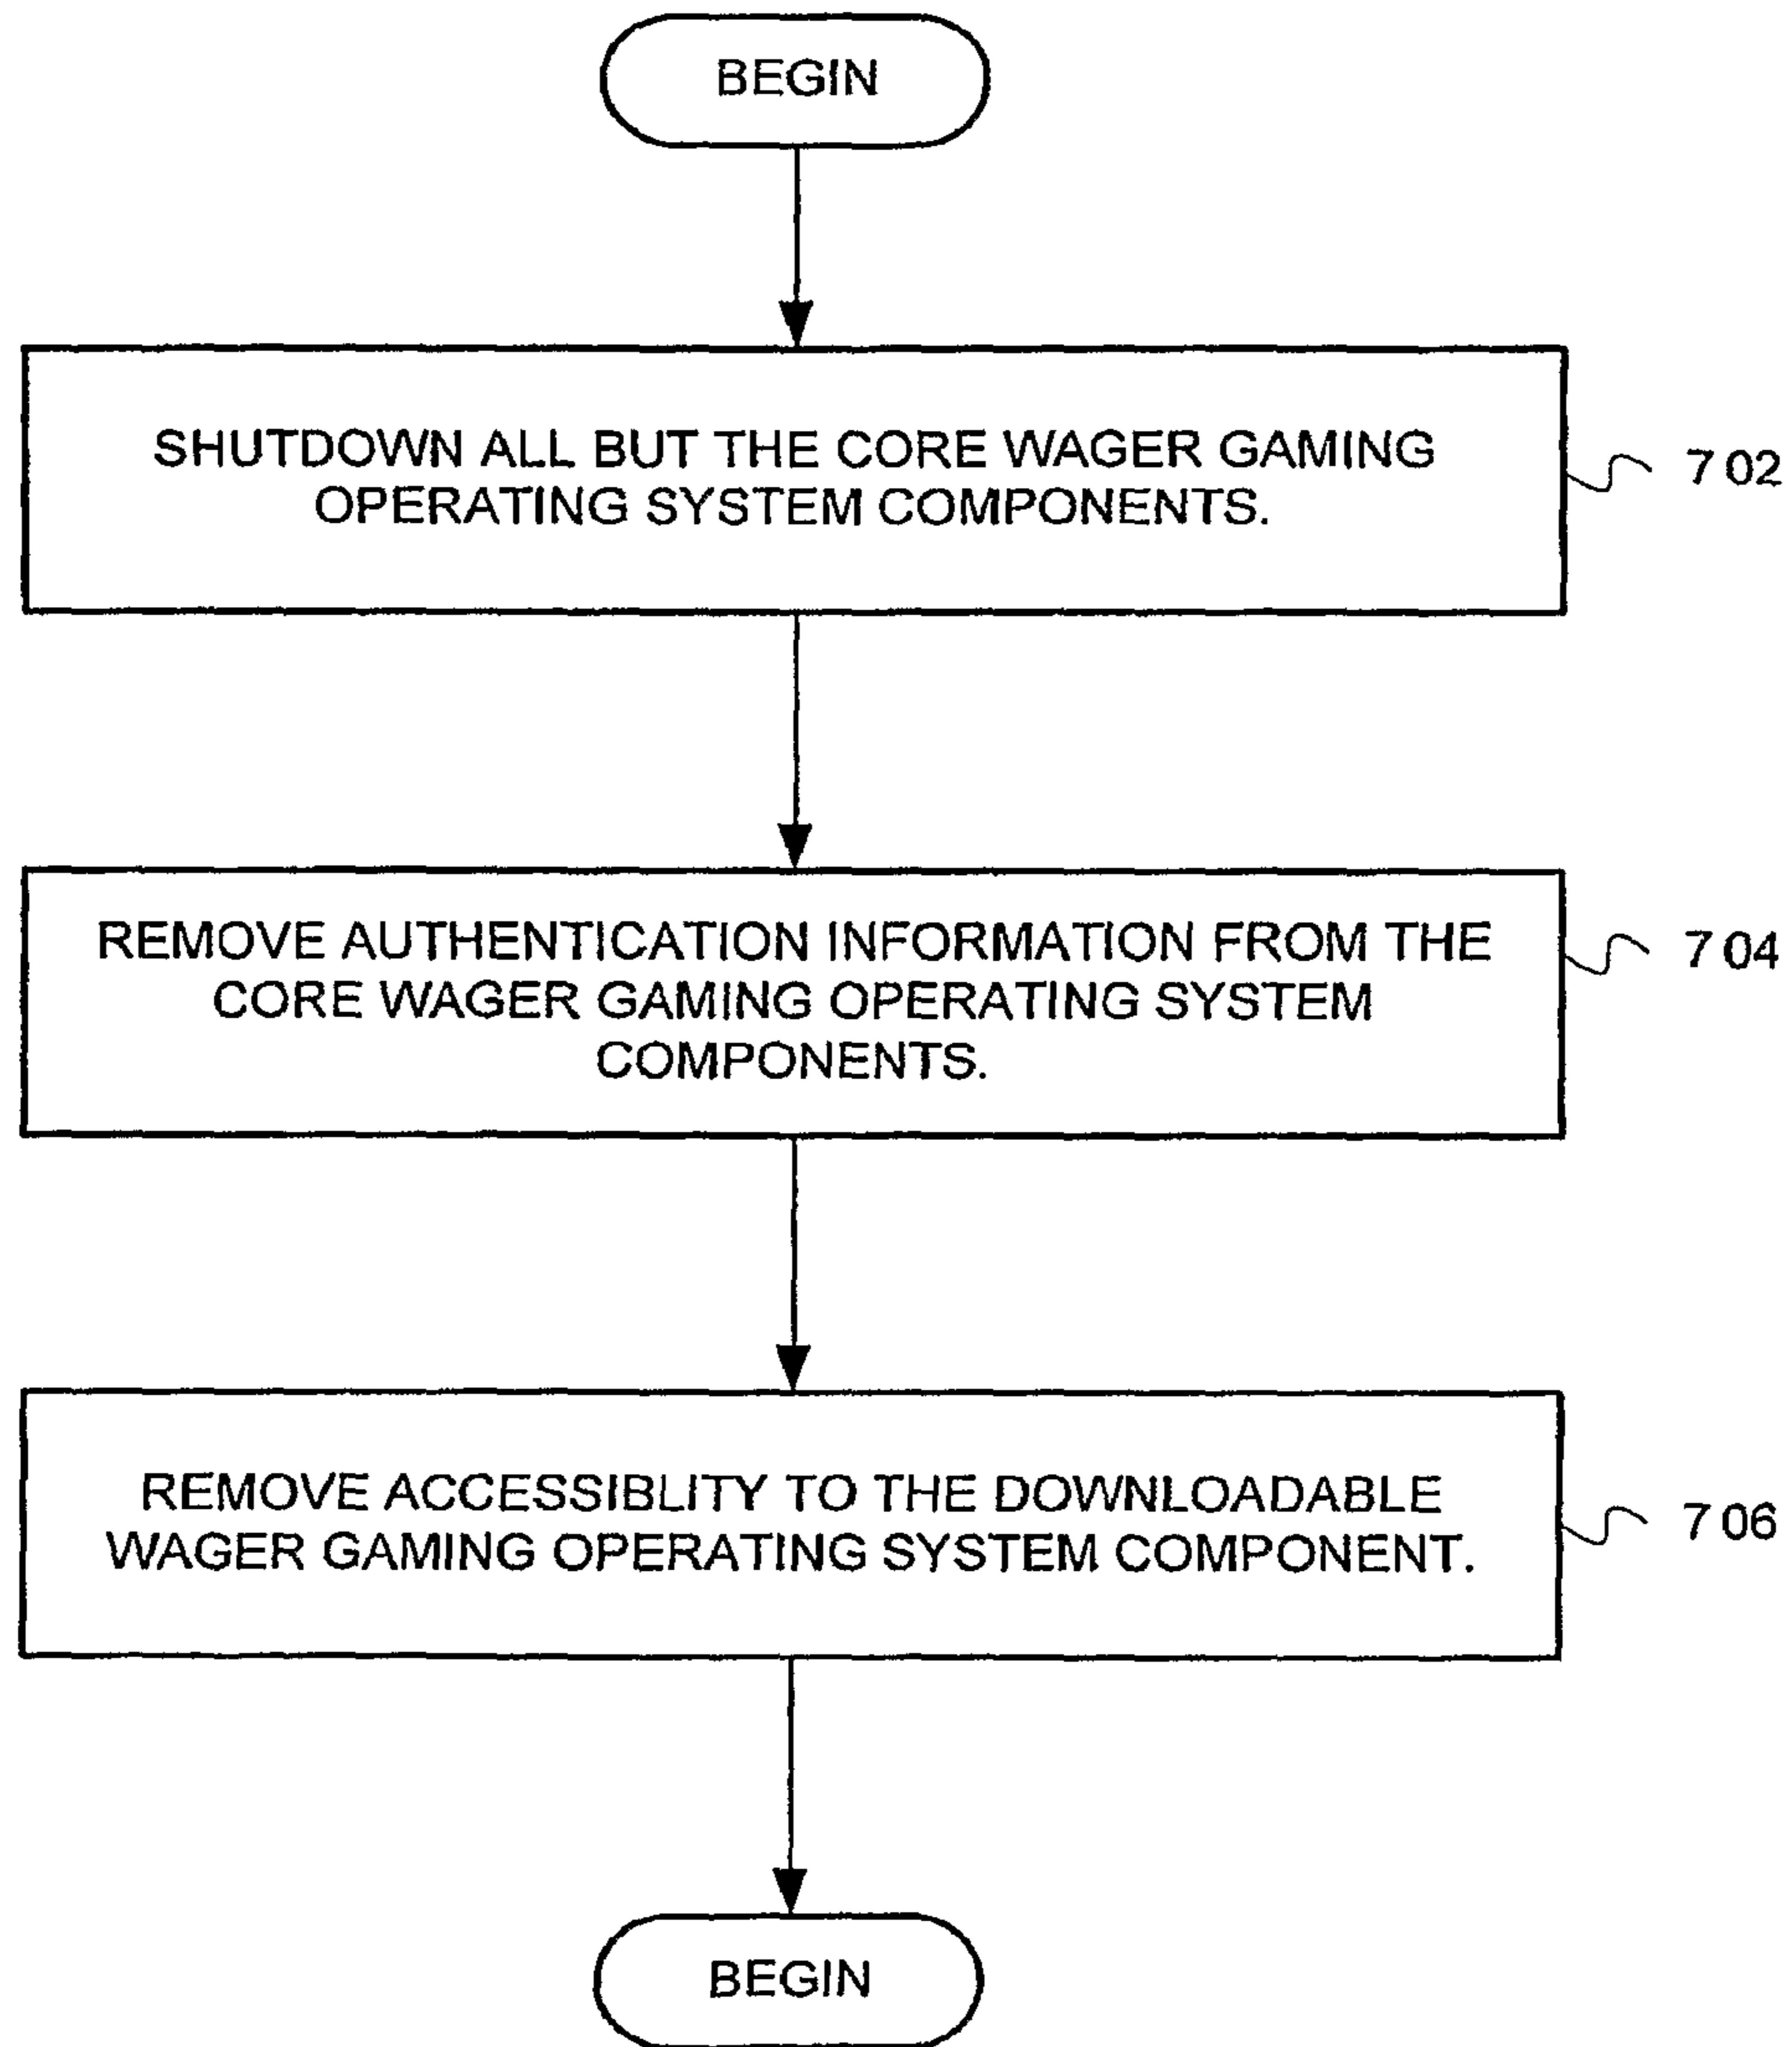 BEGIN
SHUTDOWN ALL BUT THE CORE WAGER GAMING
OPERATING SYSTEM COMPONENTS.
702
REMOVE AUTHENTICATION INFORMATION FROM THE
CORE WAGER GAMING OPERATING SYSTEM
COMPONENTS.
704
REMOVE ACCESSIBLITY TO THE DOWNLOADABLE
WAGER GAMING OPERATING SYSTEM COMPONENT.
706
BEGIN